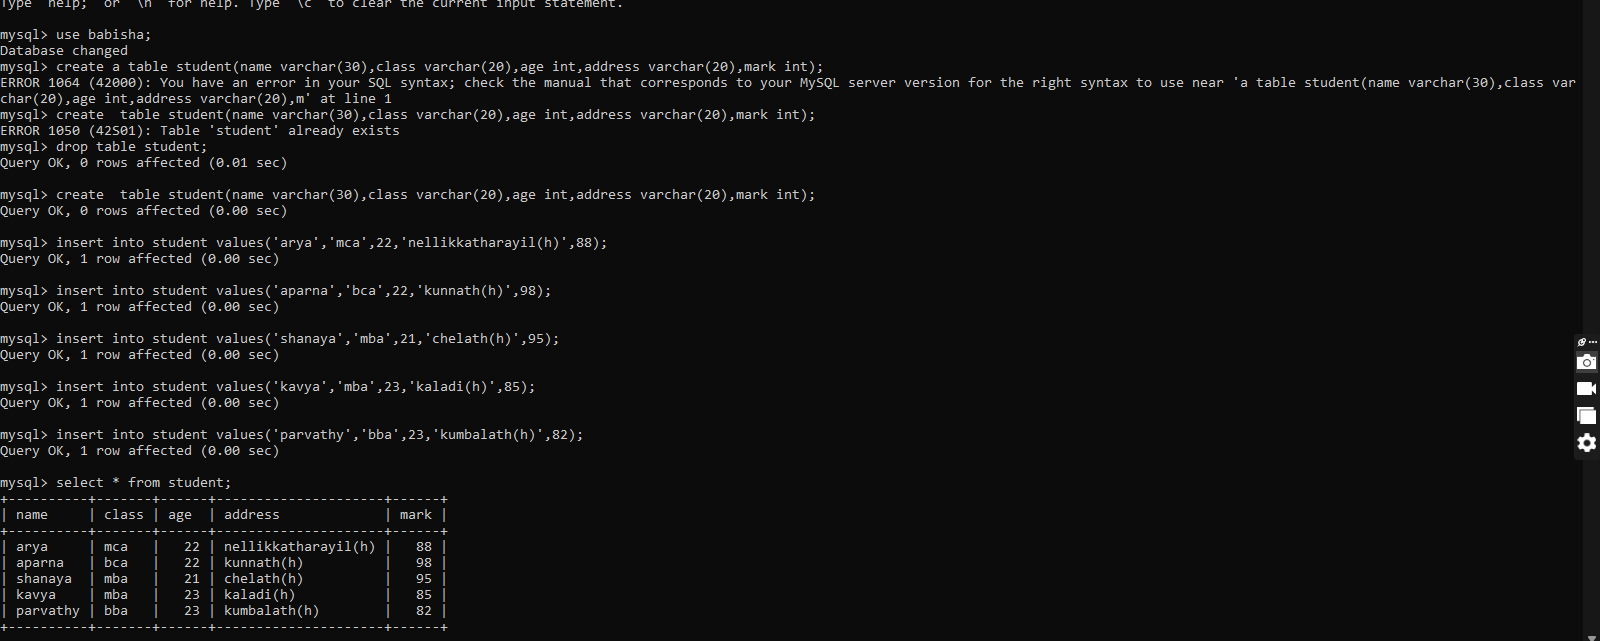 Type 'help;' or '\h' for help. Type '\c' to clear the current input statement.
mysql> use babisha;
Database changed
mysql> create a table student(name varchar(30),class varchar(20),age int,address varchar(20),mark int);
ERROR 1064 (42000): You have an error in your SQL syntax; check the manual that corresponds to your MySQL server version for the right syntax to use near 'a table student(name varchar(30),class var
char(20),age int,address varchar(20),m' at line 1
mysql> create  table student(name varchar(30),class varchar(20),age int,address varchar(20),mark int);
ERROR 1050 (42S01): Table 'student' already exists
mysql> drop table student;
Query OK, 0 rows affected (0.01 sec)
mysql> create  table student(name varchar(30),class varchar(20),age int,address varchar(20),mark int);
Query OK, 0 rows affected (0.00 sec)
mysql> insert into student values('arya','mca',22,'nellikkatharayil(h)',88);
Query OK, 1 row affected (0.00 sec)
mysql> insert into student values('aparna','bca',22,'kunnath(h)',98);
Query OK, 1 row affected (0.00 sec)
mysql> insert into student values('shanaya','mba',21,'chelath(h)',95);
Query OK, 1 row affected (0.00 sec)
mysql> insert into student values('kavya','mba',23,'kaladi(h)',85);
Query OK, 1 row affected (0.00 sec)
mysql> insert into student values('parvathy','bba',23,'kumbalath(h)',82);
Query OK, 1 row affected (0.00 sec)
mysql> select * from student;
+----------+-------+------+---------------------+------+
| name     | class | age  | address             | mark |
+----------+-------+------+---------------------+------+
| arya     | mca   |   22 | nellikkatharayil(h) |   88 |
| aparna   | bca   |   22 | kunnath(h)          |   98 |
| shanaya  | mba   |   21 | chelath(h)          |   95 |
| kavya    | mba   |   23 | kaladi(h)           |   85 |
| parvathy | bba   |   23 | kumbalath(h)        |   82 |
+----------+-------+------+---------------------+------+